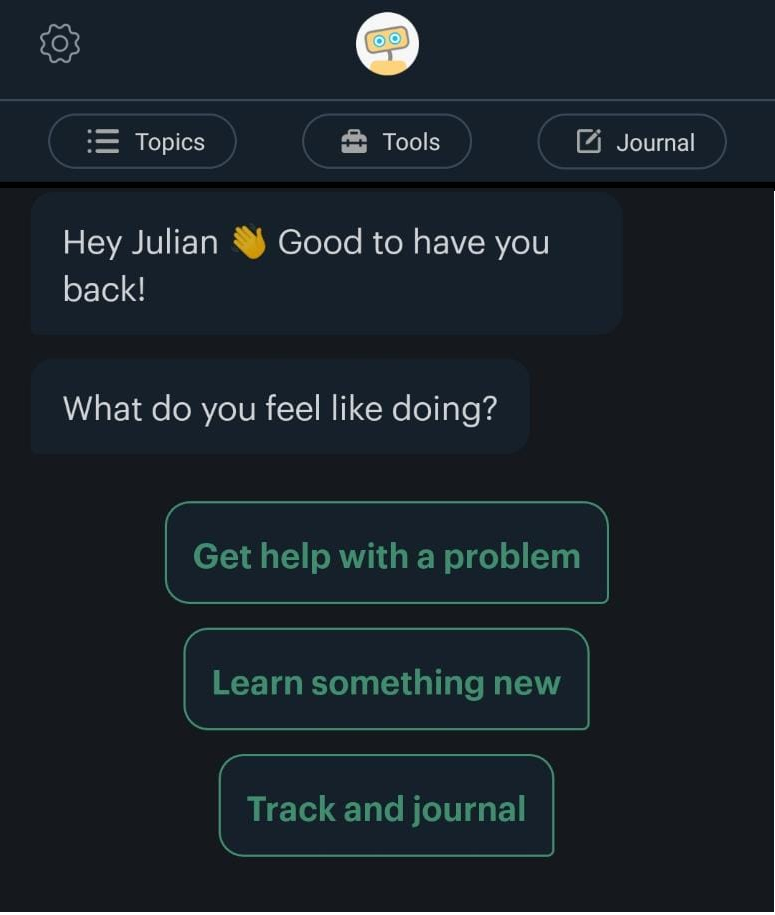 Topics
Tools
Journal
Hey Julian 👋 Good to have you
back!
What do you feel like doing?
Get help with a problem
Learn something new
Track and journal